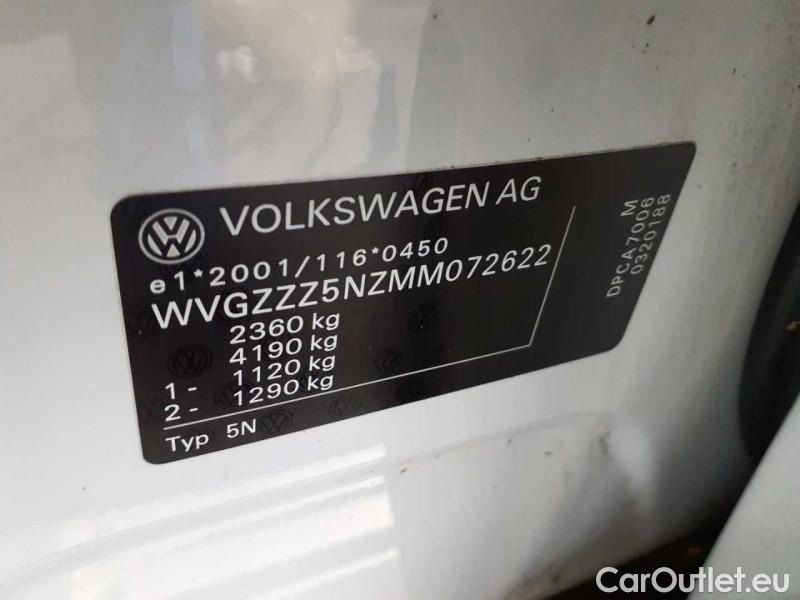 VOLKSWAGEN AG
e1*2001/116*0450
WVGZZZ5NZMM072622
2360 kg
4190 kg
1- 1120 kg
2- 1290 kg
Typ 5N
M
DPCA7006
0320188
CarOutlet.eu